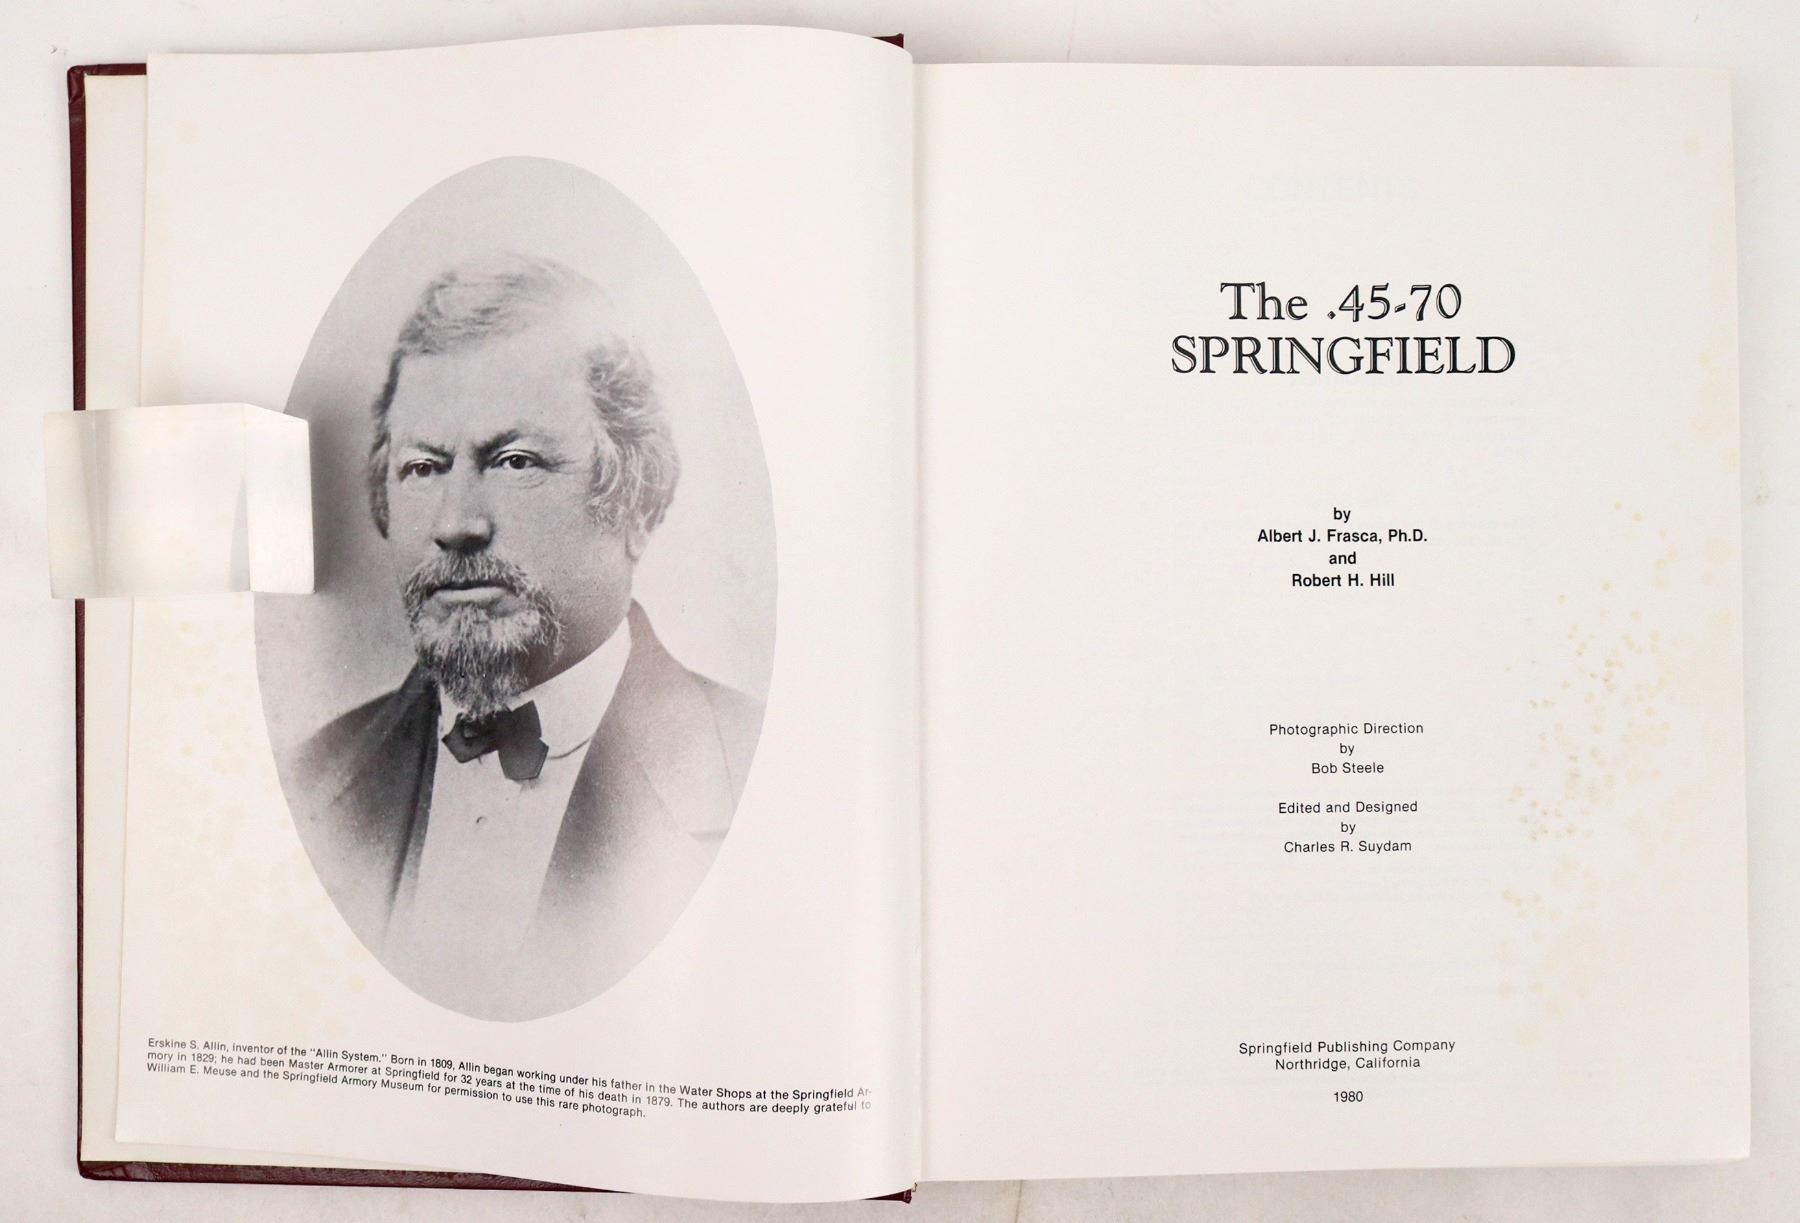 Erskine S. Allin, inventor of the "Allin System." Born in 1809, Allin began working under his father in the Water Shops at the Springfield Ar-
mory in 1829; he had been Master Armorer at Springfield for 32 years at the time of his death in 1879. The authors are deeply grateful to
William E. Meuse and the Springfield Armory Museum for permission to use this rare photograph.
The .45-70
SPRINGFIELD
by
Albert J. Frasca, Ph.D.
and
Robert H. Hill
Photographic Direction
by
Bob Steele
Edited and Designed
by
Charles R. Suydam
Springfield Publishing Company
Northridge, California
1980